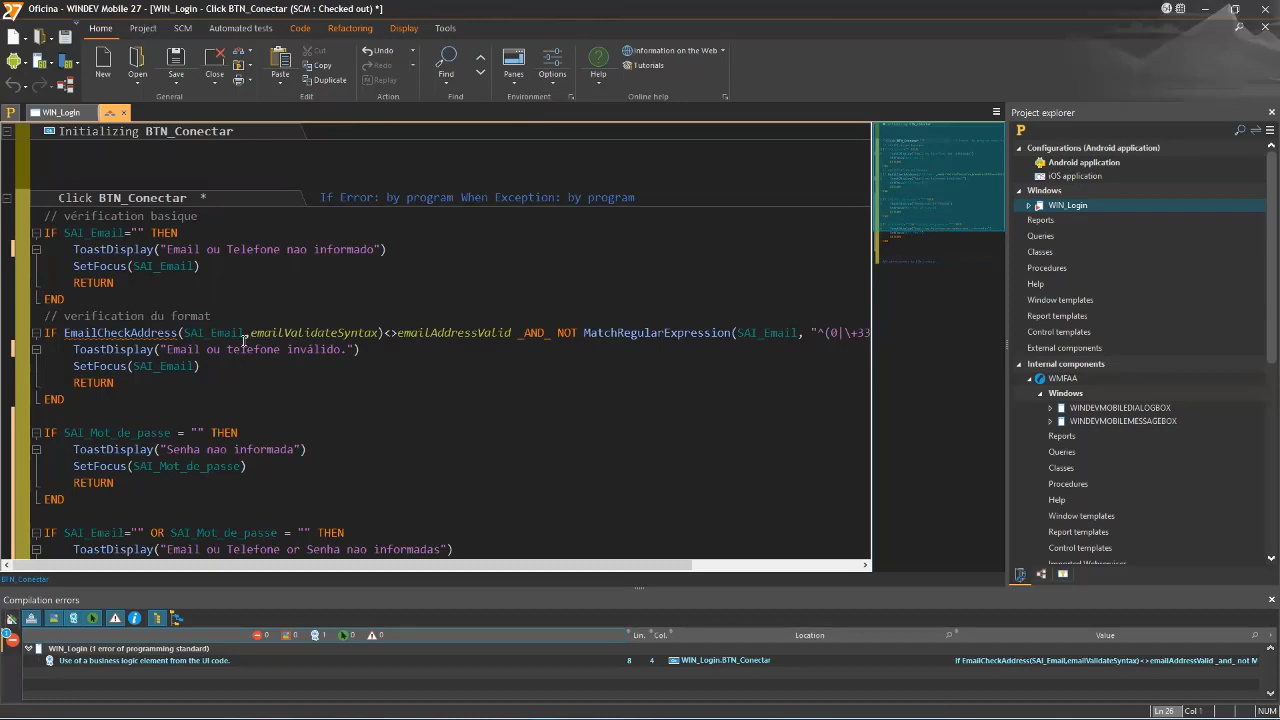 Oficina - WINDEV Mobile 27 - [WIN_Login - Click BTN_Conectar (SCM : Checked out) *]
Home Project SCM Automated tests Code Refactoring Display Tools
New Open Save Close Paste Cut Copy Duplicate Undo Redo Replay Find Panes Options Help Information on the Web Tutorials
General Edit Action Find Environment Online help
WIN_Login
Initializing BTN_Conectar
Click BTN_Conectar * If Error: by program When Exception: by program
// vérification basique
IF SAI_Email="" THEN
ToastDisplay("Email ou Telefone nao informado")
SetFocus(SAI_Email)
RETURN
END
// verification du format
IF EmailCheckAddress(SAI_Email,emailValidateSyntax)<>emailAddressValid _AND_ NOT MatchRegularExpression(SAI_Email, "^(0|\+33
ToastDisplay("Email ou telefone inválido.")
SetFocus(SAI_Email)
RETURN
END
IF SAI_Mot_de_passe = "" THEN
ToastDisplay("Senha nao informada")
SetFocus(SAI_Mot_de_passe)
RETURN
END
IF SAI_Email="" OR SAI_Mot_de_passe = "" THEN
ToastDisplay("Email ou Telefone or Senha nao informadas")
BTN_Conectar
Project explorer
Configurations (Android application)
Android application
iOS application
Windows
WIN_Login
Reports
Queries
Classes
Procedures
Help
Window templates
Report templates
Control templates
Imported Webservices
External components
Internal components
WMFAA
Windows
WINDEVMOBILEDIALOGBOX
WINDEVMOBILEMESSAGEBOX
Reports
Queries
Classes
Procedures
Help
Window templates
Report templates
Control templates
Imported Webservices
Compilation errors
0 0 1 0 0 Lin. Col. Location Value
WIN_Login (1 error of programming standard)
Use of a business logic element from the UI code. 8 4 WIN_Login.BTN_Conectar If EmailCheckAddress(SAI_Email,emailValidateSyntax)<>emailAddressValid _and_ not M
Ln 26 Col 1 NUM